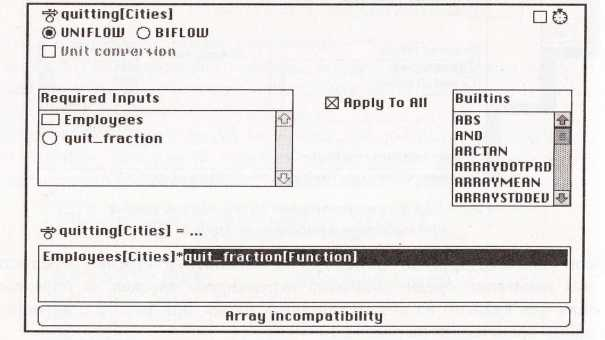 quitting[Cities]
UNIFLOW BIFLOW
Unit conversion
Required Inputs
Employees
quit_fraction
Apply To All
Builtins
ABS
AND
ARCTAN
ARRAYDOTPRD
ARRAYMEAN
ARRAYSTDDEV
quitting[Cities] = ...
Employees[Cities]*quit_fraction[Function]
Array incompatibility